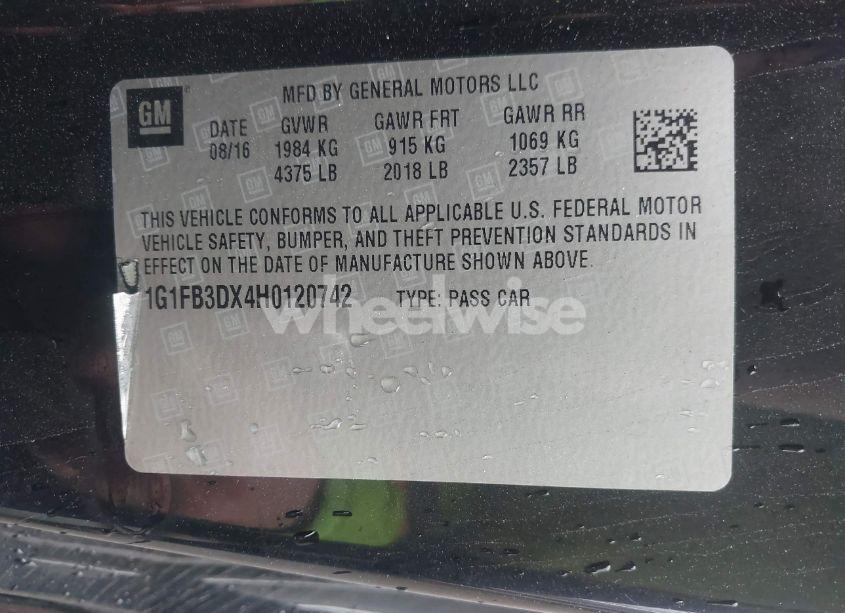 GM
MFD BY GENERAL MOTORS LLC
DATE GVWR GAWR FRT GAWR RR
08/16 1984 KG 915 KG 1069 KG
4375 LB 2018 LB 2357 LB
THIS VEHICLE CONFORMS TO ALL APPLICABLE U.S. FEDERAL MOTOR
VEHICLE SAFETY, BUMPER, AND THEFT PREVENTION STANDARDS IN
EFFECT ON THE DATE OF MANUFACTURE SHOWN ABOVE.
1G1FB3DX4H0120742 TYPE: PASS CAR
wheelwise